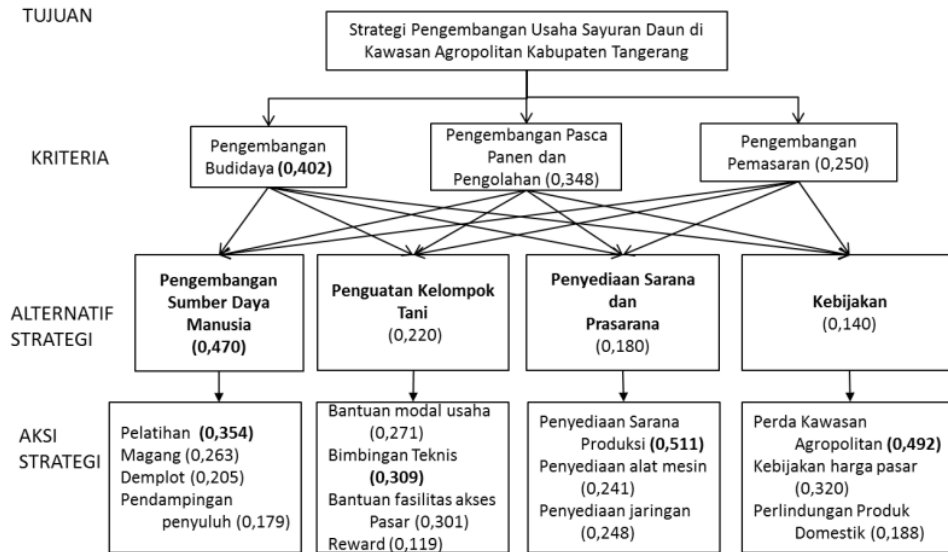 TUJUAN
Strategi Pengembangan Usaha Sayuran Daun di
Kawasan Agropolitan Kabupaten Tangerang
KRITERIA
Pengembangan
Budidaya (0,402)
Pengembangan Pasca
Panen dan
Pengolahan (0,348)
Pengembangan
Pemasaran (0,250)
ALTERNATIF
STRATEGI
Pengembangan
Sumber Daya
Manusia
(0,470)
Penguatan Kelompok
Tani
(0,220)
Penyediaan Sarana
dan
Prasarana
(0,180)
Kebijakan
(0,140)
AKSI
STRATEGI
Pelatihan (0,354)
Magang (0,263)
Demplot (0,205)
Pendampingan
penyuluh (0,179)
Bantuan modal usaha
(0,271)
Bimbingan Teknis
(0,309)
Bantuan fasilitas akses
Pasar (0,301)
Reward (0,119)
Penyediaan Sarana
Produksi (0,511)
Penyediaan alat mesin
(0,241)
Penyediaan jaringan
(0,248)
Perda Kawasan
Agropolitan (0,492)
Kebijakan harga pasar
(0,320)
Perlindungan Produk
Domestik (0,188)